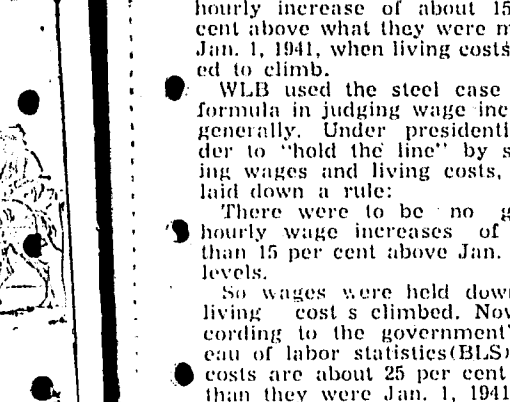 hourly increase of about 15
cent above what they were m
Jan. 1, 1941, when living costs
ed to climb.
WLB used the steel case
formula in judging wage inc
generally. Under presidenti
der to "hold the line" by s
ing wages and living costs,
laid down a rule:
There were to be no g
hourly wage increases of
than 15 per cent above Jan.
levels.
So wages were held dow
living cost s climbed. Nov
cording to the government'
eau of labor statistics(BLS)
costs are about 25 per cent
than they were Jan. 1, 1941